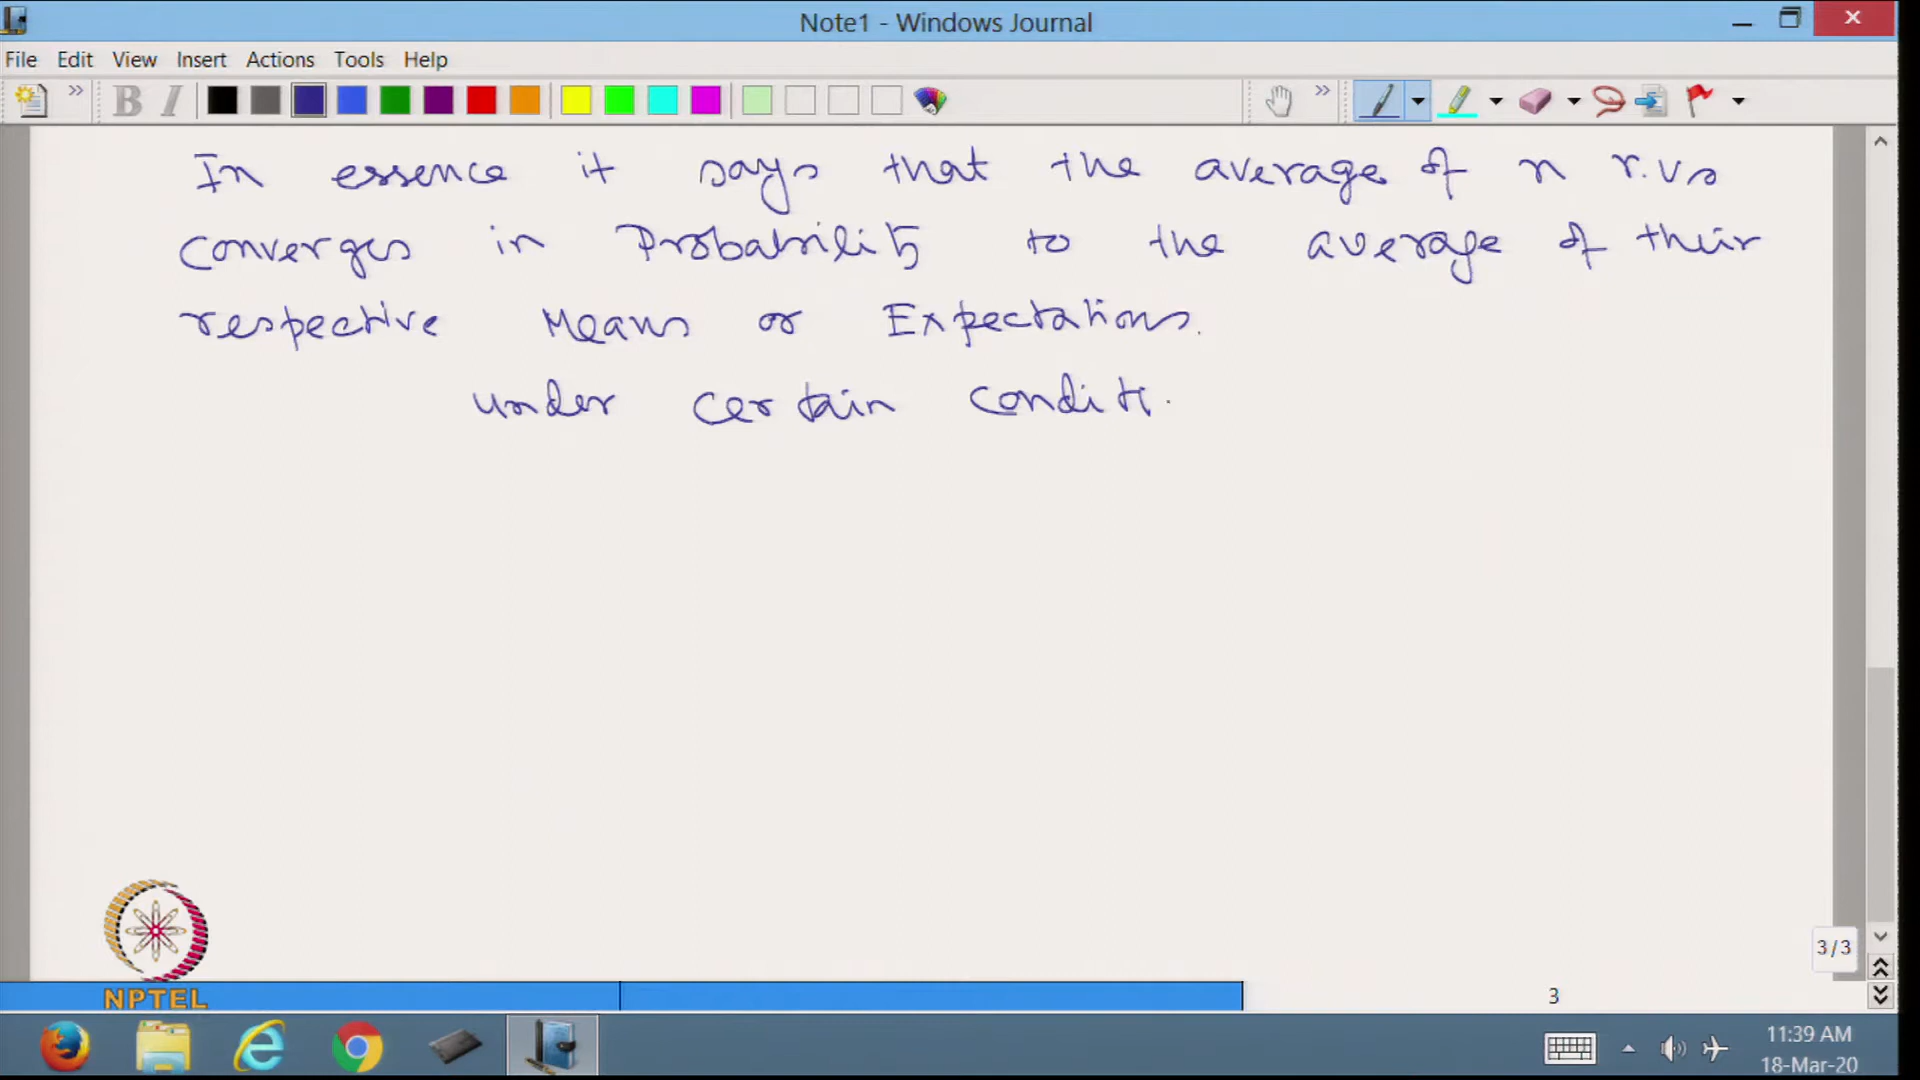 Note1 - Windows Journal
File Edit View Insert Actions Tools Help
B I
In essence it says that the average of n r.vs
Converges in Probability to the average of their
respective Means or Expectations.
under certain conditi
3/3
NPTEL
3
11:39 AM
18-Mar-20